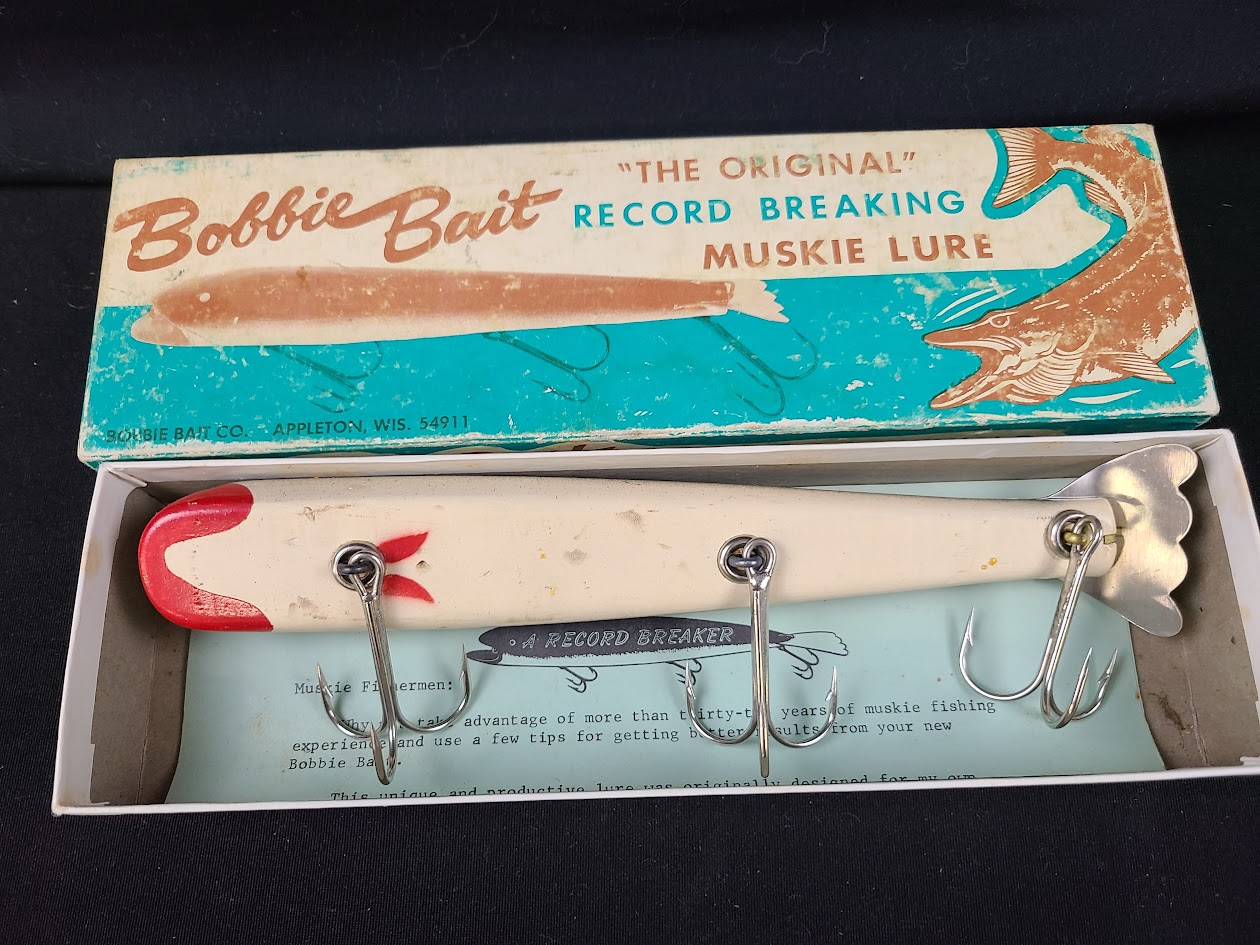 Bobbie Bait
"THE ORIGINAL"
RECORD BREAKING
MUSKIE LURE
BOBBIE BAIT CO. APPLETON, WIS. 54911
A RECORD BREAKER
Muskie Fishermen:
Why take advantage of more than years of muskie fishing
experience and use a few tips for getting better results from your new
Bobbie Bait.
This unique and productive lure was originally designed for my own